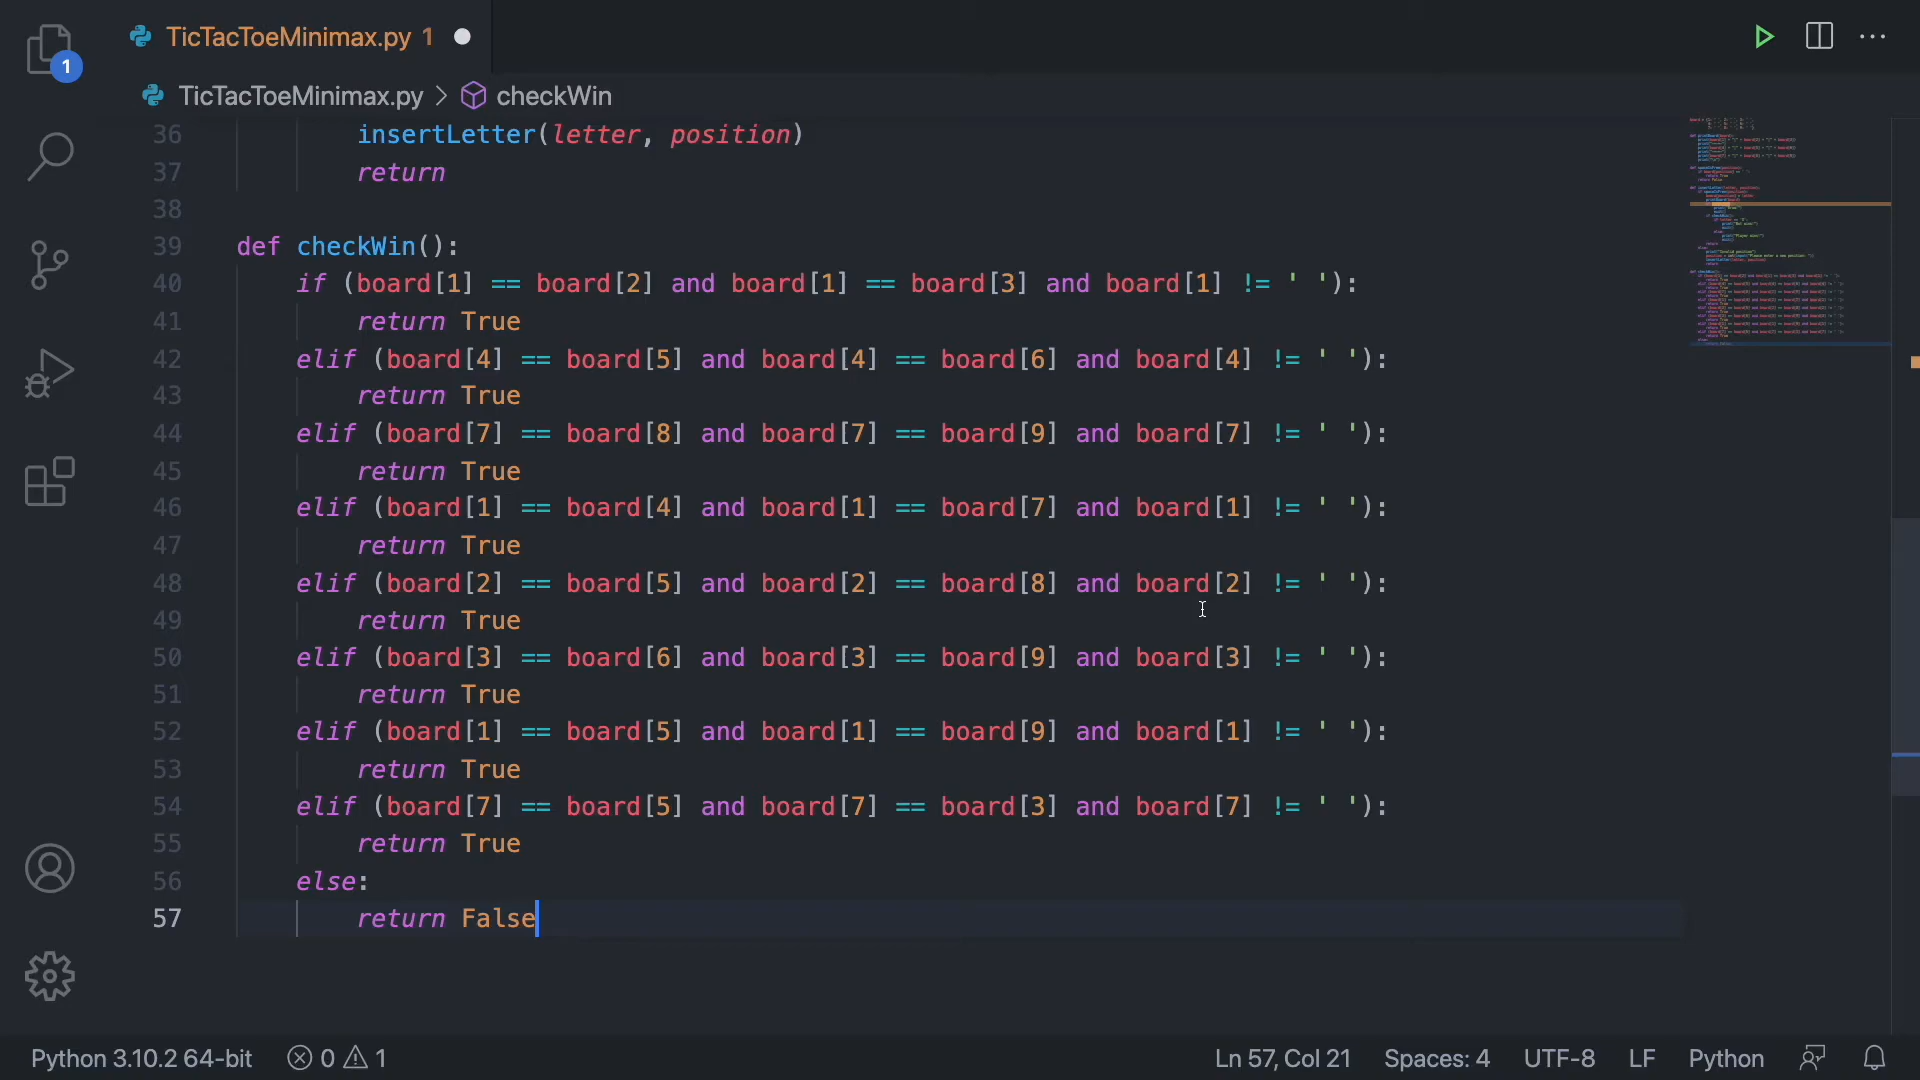 TicTacToeMinimax.py 1
1
TicTacToeMinimax.py > checkWin
36 insertLetter(letter, position)
37 return
38
39 def checkWin():
40 if (board[1] == board[2] and board[1] == board[3] and board[1] != ' '):
41 return True
42 elif (board[4] == board[5] and board[4] == board[6] and board[4] != ' '):
43 return True
44 elif (board[7] == board[8] and board[7] == board[9] and board[7] != ' '):
45 return True
46 elif (board[1] == board[4] and board[1] == board[7] and board[1] != ' '):
47 return True
48 elif (board[2] == board[5] and board[2] == board[8] and board[2] != ' '):
49 return True
50 elif (board[3] == board[6] and board[3] == board[9] and board[3] != ' '):
51 return True
52 elif (board[1] == board[5] and board[1] == board[9] and board[1] != ' '):
53 return True
54 elif (board[7] == board[5] and board[7] == board[3] and board[7] != ' '):
55 return True
56 else:
57 return False
Python 3.10.2 64-bit 0 1 Ln 57, Col 21 Spaces: 4 UTF-8 LF Python